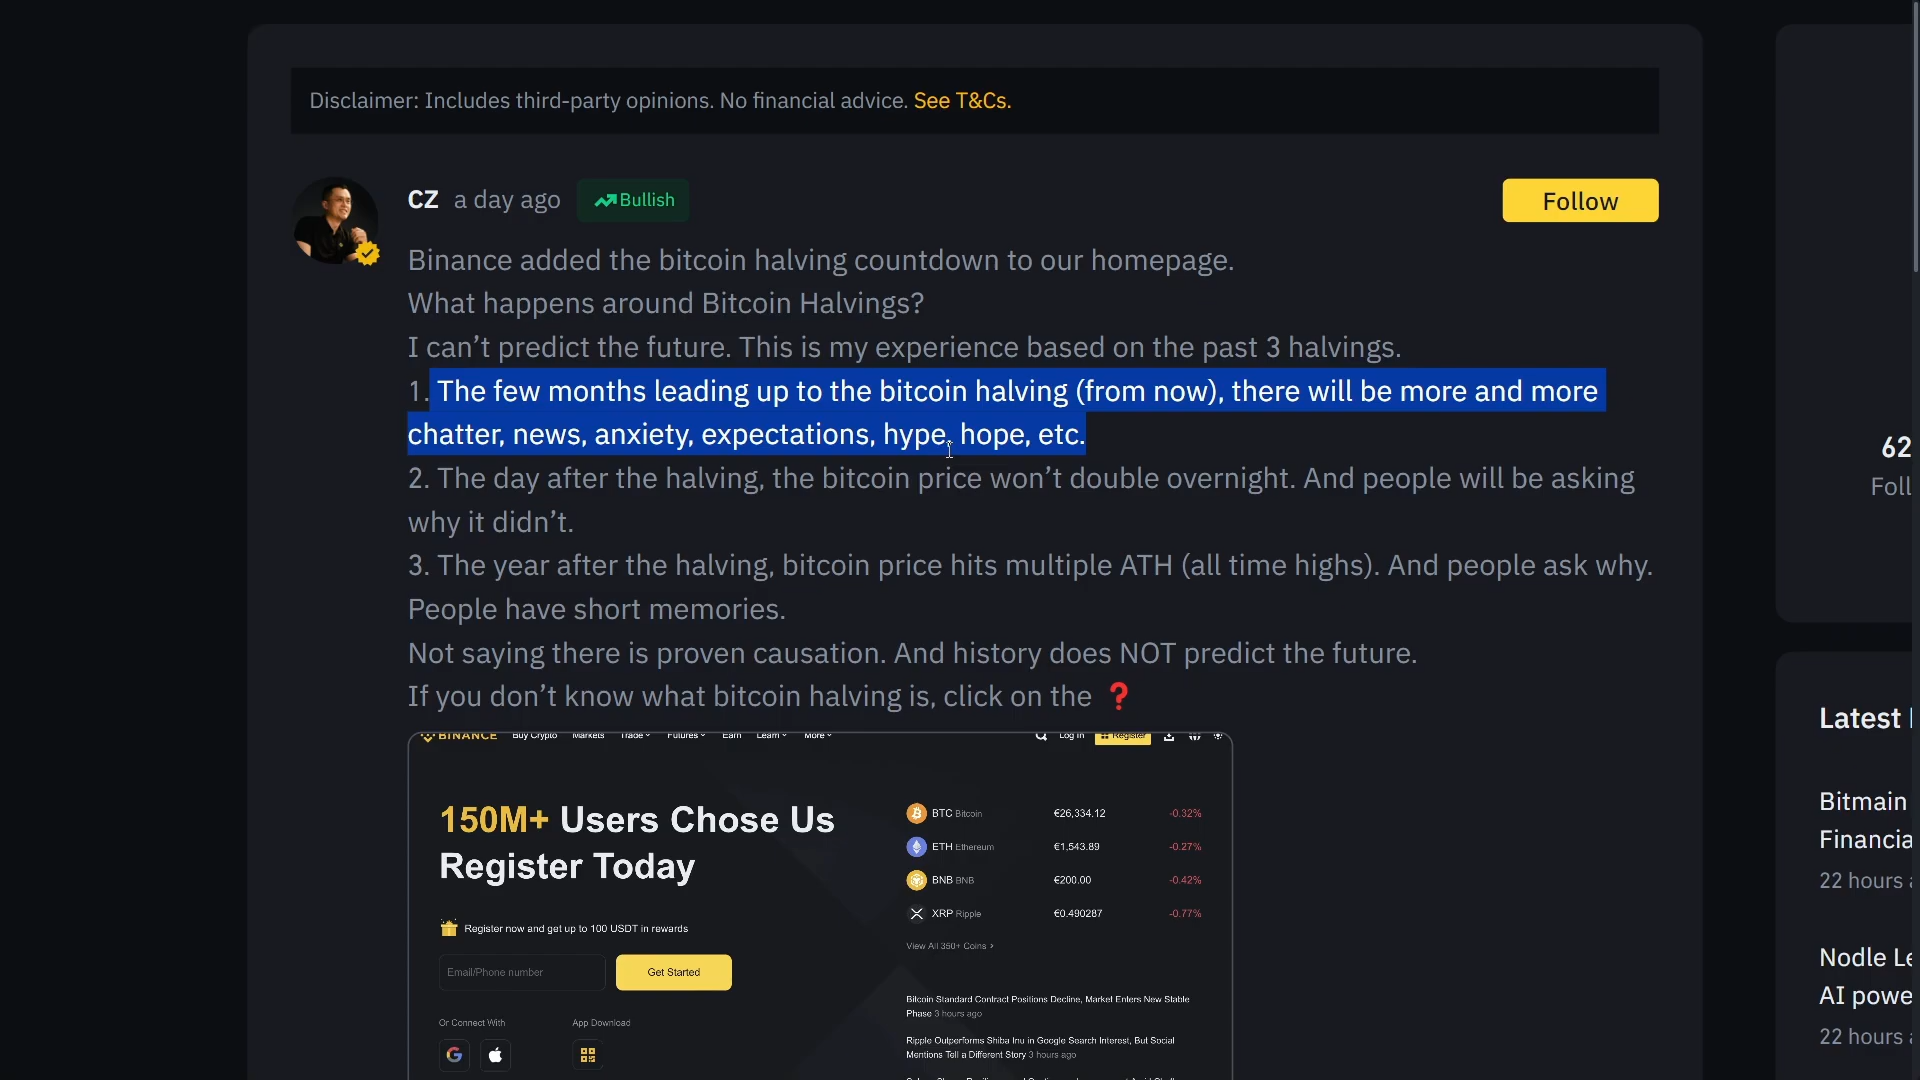 Disclaimer: Includes third-party opinions. No financial advice. See T&Cs.
CZ a day ago Bullish
Follow
Binance added the bitcoin halving countdown to our homepage.
What happens around Bitcoin Halvings?
I can’t predict the future. This is my experience based on the past 3 halvings.
1. The few months leading up to the bitcoin halving (from now), there will be more and more
chatter, news, anxiety, expectations, hype, hope, etc.
2. The day after the halving, the bitcoin price won’t double overnight. And people will be asking
why it didn’t.
3. The year after the halving, bitcoin price hits multiple ATH (all time highs). And people ask why.
People have short memories.
Not saying there is proven causation. And history does NOT predict the future.
If you don’t know what bitcoin halving is, click on the ❓
BINANCE Buy Crypto Markets Trade Futures Earn Learn More Log In Register
150M+ Users Chose Us
Register Today
Register now and get up to 100 USDT in rewards
Email/Phone number
Get Started
Or Connect With
App Download
BTC Bitcoin €26,334.12 -0.32%
ETH Ethereum €1,543.89 -0.27%
BNB BNB €200.00 -0.42%
XRP Ripple €0.490287 -0.77%
View All 350+ Coins >
Bitcoin Standard Contract Positions Decline, Market Enters New Stable
Phase 3 hours ago
Ripple Outperforms Shiba Inu in Google Search Interest, But Social
Mentions Tell a Different Story 3 hours ago
62
Foll
Latest
Bitmain
Financia
22 hours
Nodle Le
AI powe
22 hours